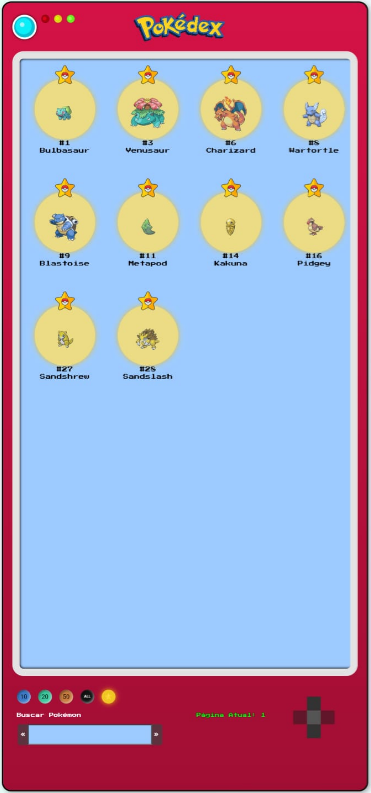 Pokédex
#1 #3 #6 #8
Bulbasaur Venusaur Charizard Wartortle
#9 #11 #14 #16
Blastoise Metapod Kakuna Pidgey
#27 #28
Sandshrew Sandslash
10 20 50 ALL
Buscar Pokémon Página Atual: 1
« »